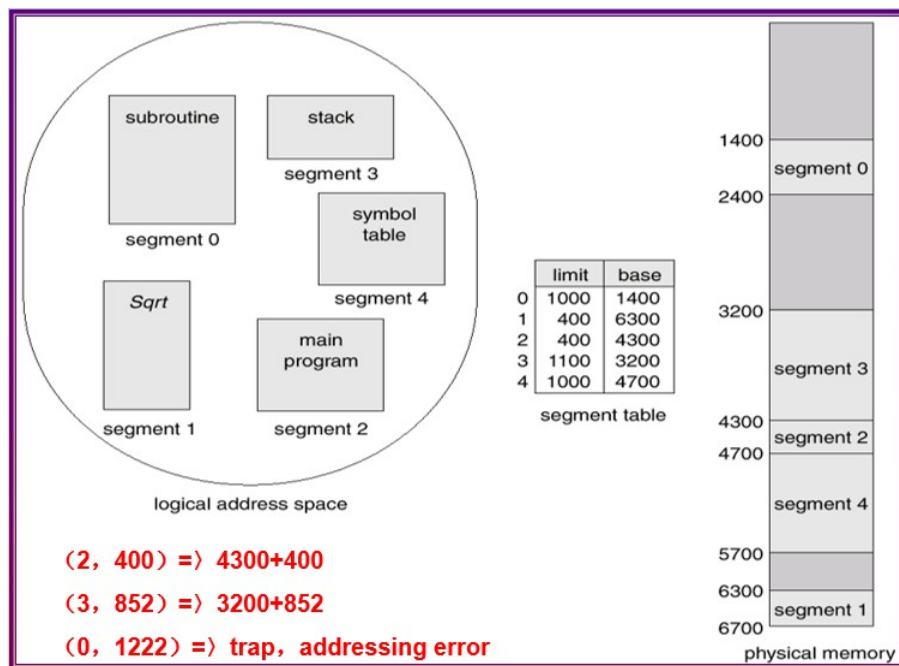 subroutine
segment 0
stack
segment 3
symbol
table
segment 4
Sqrt
segment 1
main
program
segment 2
logical address space
limit base
0 1000 1400
1 400 6300
2 400 4300
3 1100 3200
4 1000 4700
segment table
1400
segment 0
2400
3200
segment 3
4300
segment 2
4700
segment 4
5700
6300
segment 1
6700
physical memory
（2，400）=〉4300+400
（3，852）=〉3200+852
（0，1222）=〉trap，addressing error